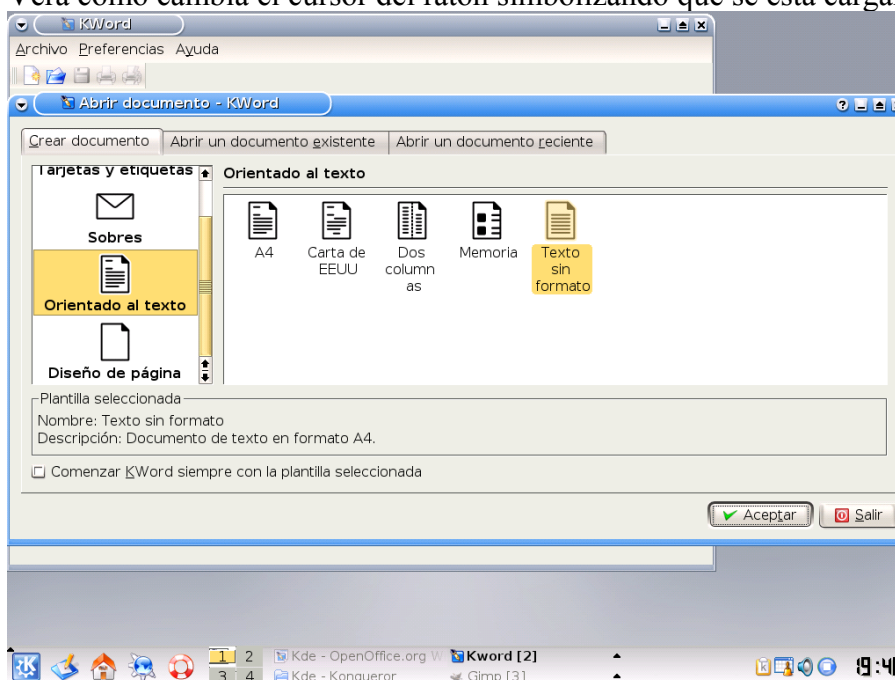 Verá como cambia el cursor del ratón simbolizando que se está
KWord
Archivo Preferencias Ayuda
Abrir documento - KWord
Crear documento Abrir un documento existente Abrir un documento reciente
Tarjetas y etiquetas
Sobres
Orientado al texto
Diseño de página
Orientado al texto
A4
Carta de
EEUU
Dos
column
as
Memoria
Texto
sin
formato
Plantilla seleccionada
Nombre: Texto sin formato
Descripción: Documento de texto en formato A4.
Comenzar KWord siempre con la plantilla seleccionada
Aceptar Salir
1 2 Kde - OpenOffice.org W Kword [2]
3 4 Kde - Konqueror Gimp [3]